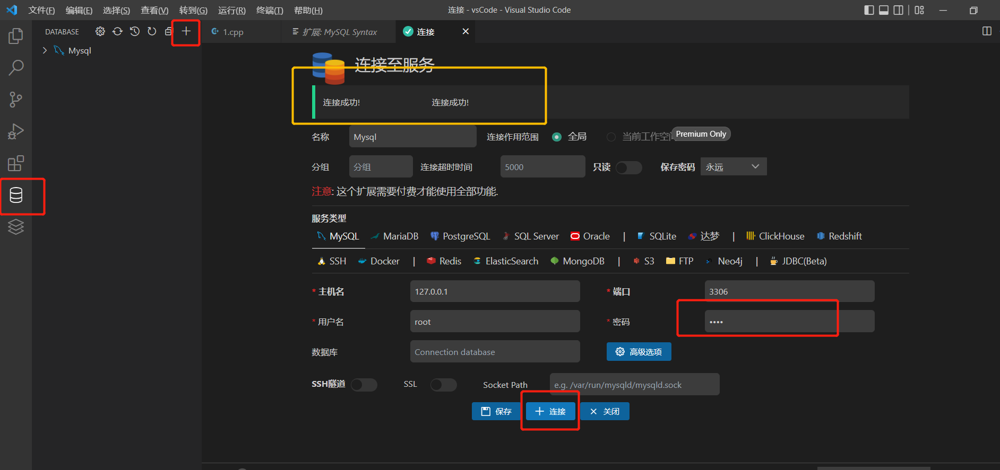 文件(F) 编辑(E) 选择(S) 查看(V) 转到(G) 运行(R) 终端(T) 帮助(H) 连接 - vsCode - Visual Studio Code
DATABASE
1.cpp 扩展: MySQL Syntax 连接
Mysql
连接至服务
连接成功! 连接成功!
名称 Mysql 连接作用范围 全局 当前工作空间 Premium Only
分组 分组 连接超时时间 5000 只读 保存密码 永远
注意: 这个扩展需要付费才能使用全部功能.
服务类型
MySQL MariaDB PostgreSQL SQL Server Oracle | SQLite 达梦 | ClickHouse Redshift
SSH Docker | Redis ElasticSearch MongoDB | S3 FTP Neo4j | JDBC(Beta)
* 主机名 127.0.0.1 * 端口 3306
* 用户名 root * 密码 ••••
数据库 Connection database 高级选项
SSH隧道 SSL Socket Path e.g. /var/run/mysqld/mysqld.sock
保存 连接 关闭